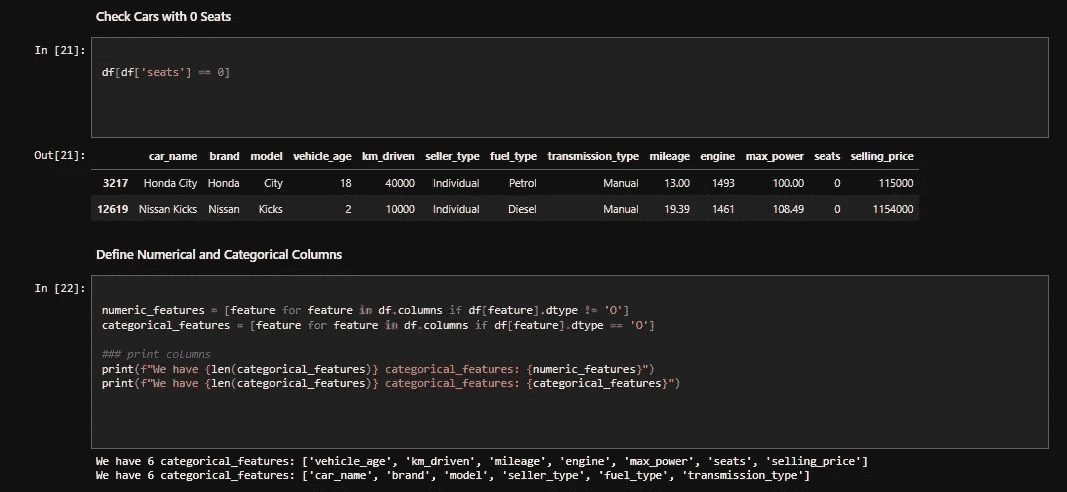 Check Cars with 0 Seats
In [21]:
df[df['seats'] == 0]
Out[21]:
car_name brand model vehicle_age km_driven seller_type fuel_type transmission_type mileage engine max_power seats selling_price
3217 Honda City Honda City 18 40000 Individual Petrol Manual 13.00 1493 100.00 0 115000
12619 Nissan Kicks Nissan Kicks 2 10000 Individual Diesel Manual 19.39 1461 108.49 0 1154000
Define Numerical and Categorical Columns
In [22]:
numeric_features = [feature for feature in df.columns if df[feature].dtype != 'O']
categorical_features = [feature for feature in df.columns if df[feature].dtype == 'O']
### print columns
print(f"We have {len(categorical_features)} categorical_features: {numeric_features}")
print(f"We have {len(categorical_features)} categorical_features: {categorical_features}")
We have 6 categorical_features: ['vehicle_age', 'km_driven', 'mileage', 'engine', 'max_power', 'seats', 'selling_price']
We have 6 categorical_features: ['car_name', 'brand', 'model', 'seller_type', 'fuel_type', 'transmission_type']